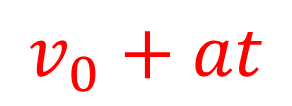 v₀ + at